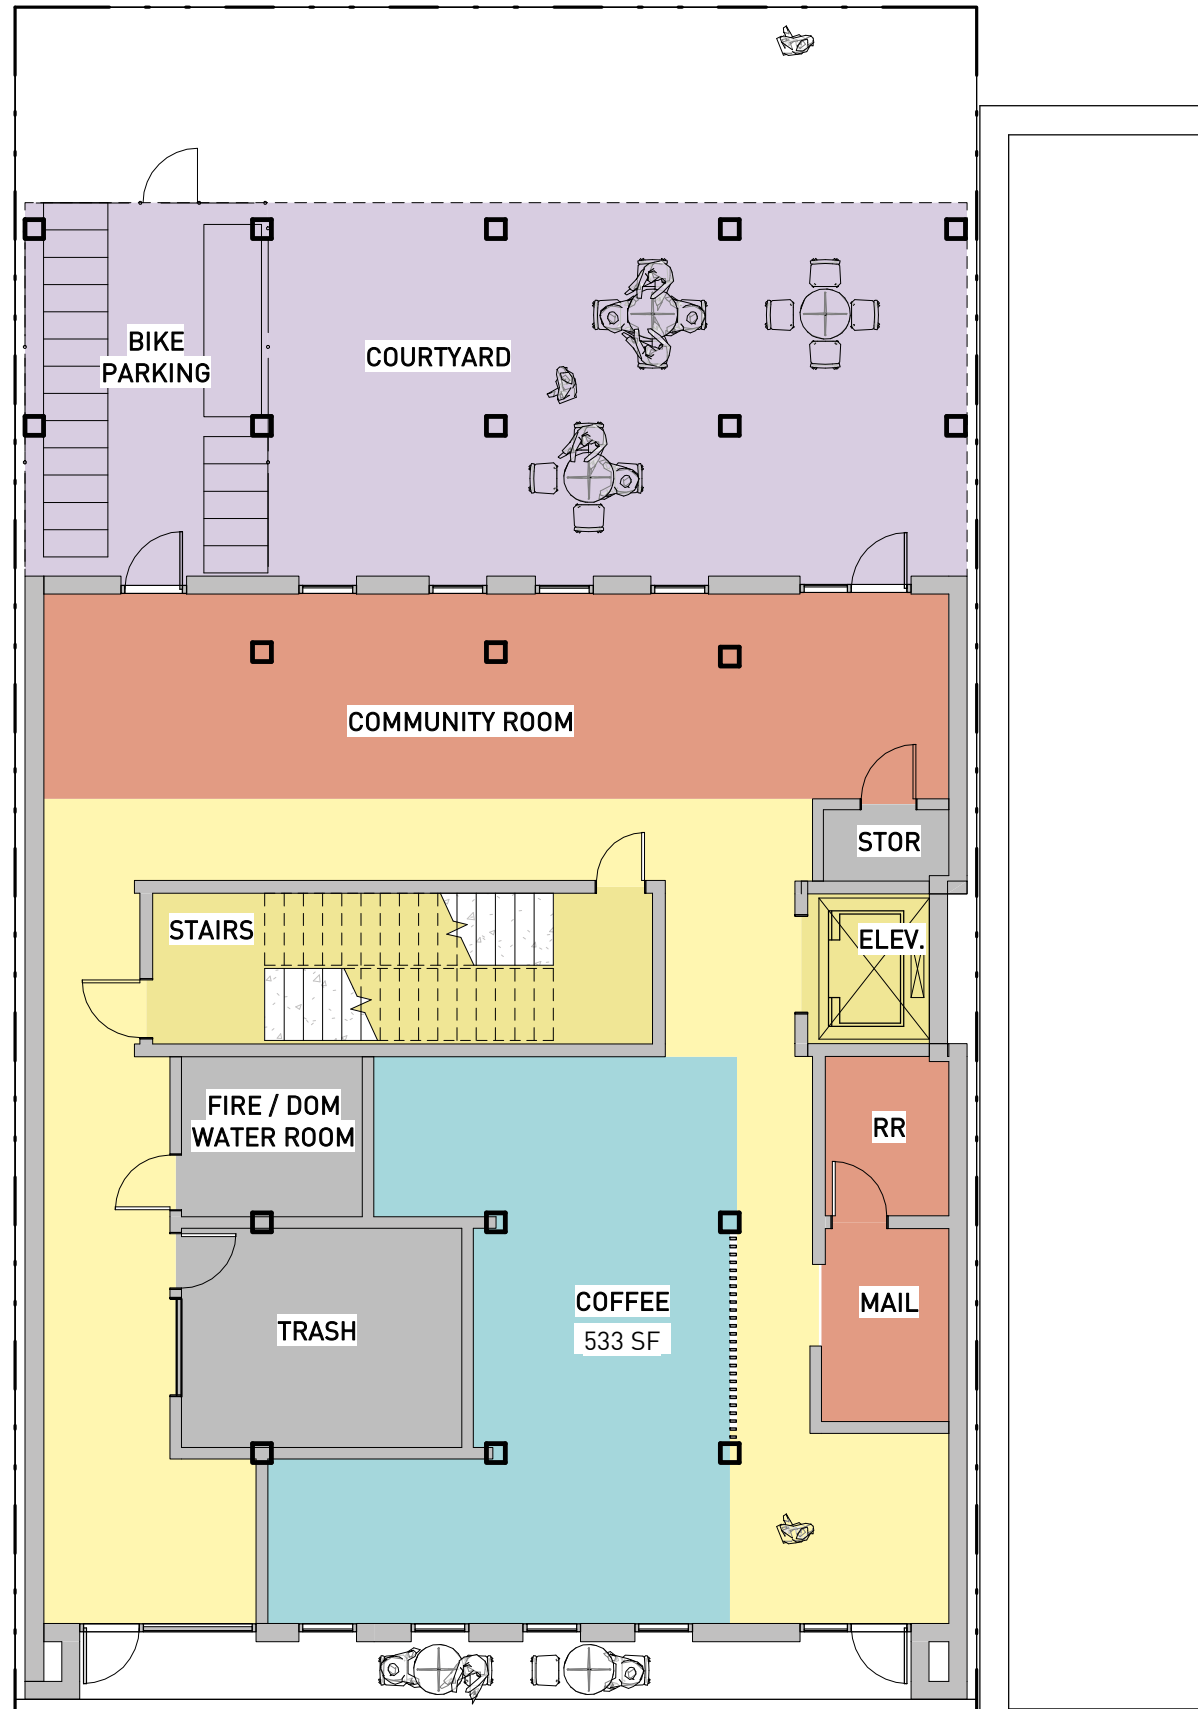 BIKE
PARKING
COURTYARD
COMMUNITY ROOM
STOR
STAIRS
ELEV.
FIRE / DOM
WATER ROOM
RR
COFFEE
533 SF
MAIL
TRASH